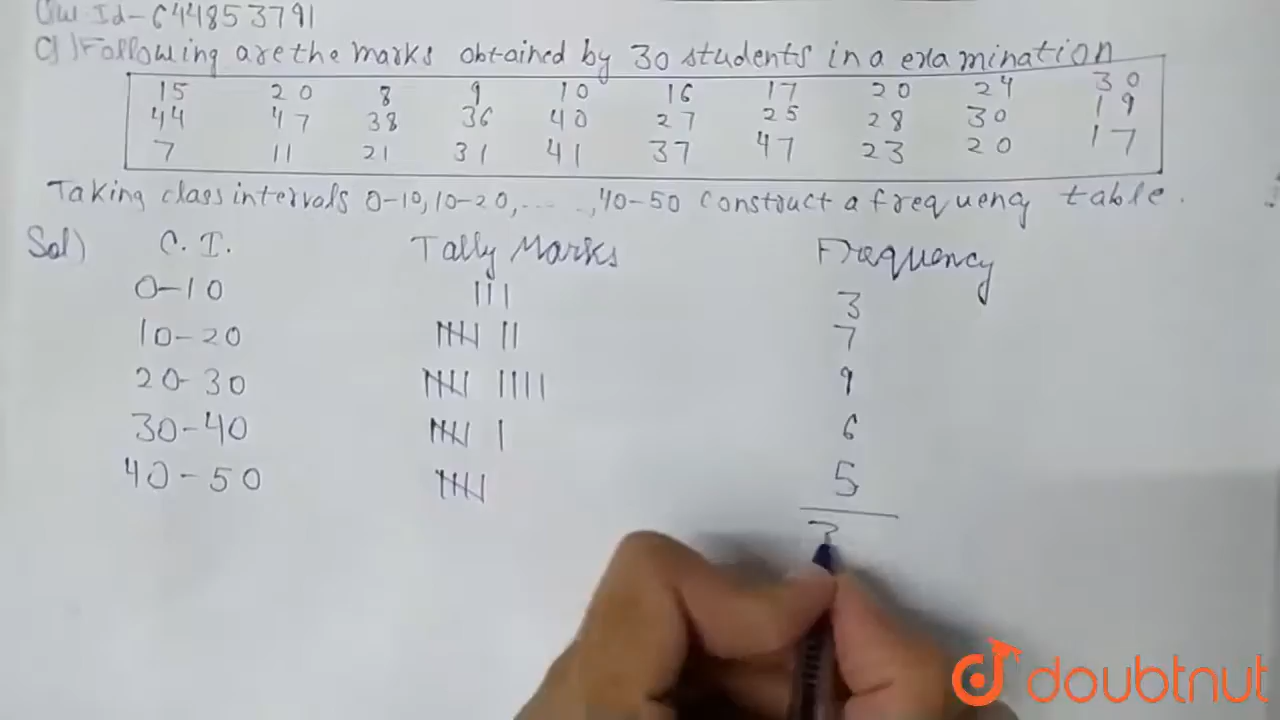 Id-644853791
Q) Following are the marks obtained by 30 students in a examination
15 20 8 9 10 16 17 20 24 30
44 47 38 36 40 27 25 28 30 19
7 11 21 31 41 37 47 23 20 17
Taking class intervals 0-10, 10-20, ......, 40-50 construct a frequency table.
Sol) C.I. Tally Marks Frequency
0-10 ||| 3
10-20 |||| || 7
20-30 |||| |||| 9
30-40 |||| | 6
40-50 |||| 5
3
doubtnut